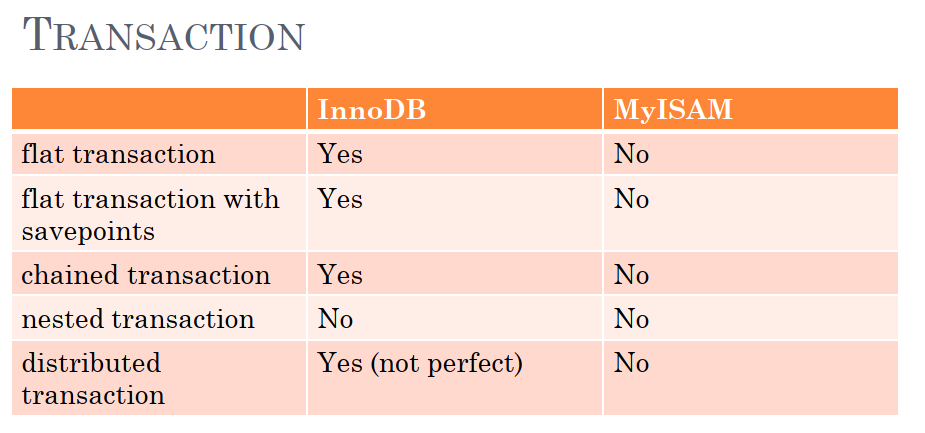 TRANSACTION
InnoDB MyISAM
flat transaction Yes No
flat transaction with Yes No
savepoints
chained transaction Yes No
nested transaction No No
distributed Yes (not perfect) No
transaction